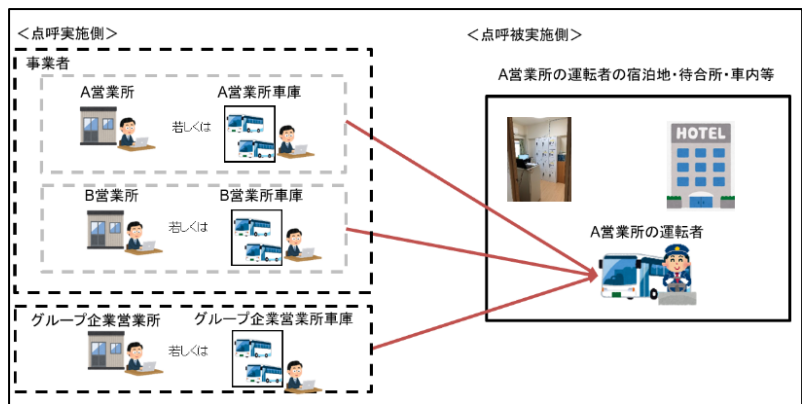 ＜点呼実施側＞
＜点呼被実施側＞
事業者
A営業所の運転者の宿泊地・待合所・車内等
A営業所
A営業所車庫
若しくは
HOTEL
B営業所
B営業所車庫
若しくは
A営業所の運転者
グループ企業営業所
グループ企業営業所車庫
若しくは